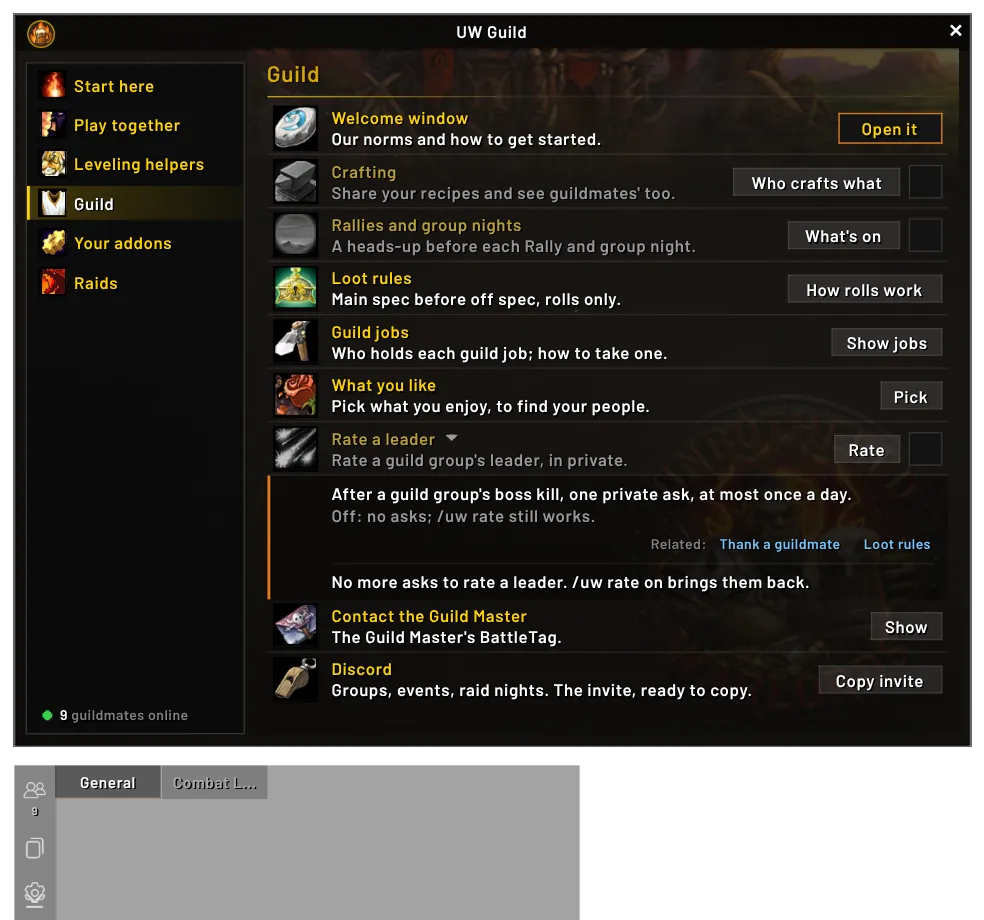 UW Guild
Start here
Play together
Leveling helpers
Guild
Your addons
Raids
9 guildmates online
Guild
Welcome window
Our norms and how to get started.
Open it
Crafting
Share your recipes and see guildmates' too.
Who crafts what
Rallies and group nights
A heads-up before each Rally and group night.
What's on
Loot rules
Main spec before off spec, rolls only.
How rolls work
Guild jobs
Who holds each guild job; how to take one.
Show jobs
What you like
Pick what you enjoy, to find your people.
Pick
Rate a leader
Rate a guild group's leader, in private.
Rate
After a guild group's boss kill, one private ask, at most once a day.
Off: no asks; /uw rate still works.
Related: Thank a guildmate Loot rules
No more asks to rate a leader. /uw rate on brings them back.
Contact the Guild Master
The Guild Master's BattleTag.
Show
Discord
Groups, events, raid nights. The invite, ready to copy.
Copy invite
General
Combat L...
9